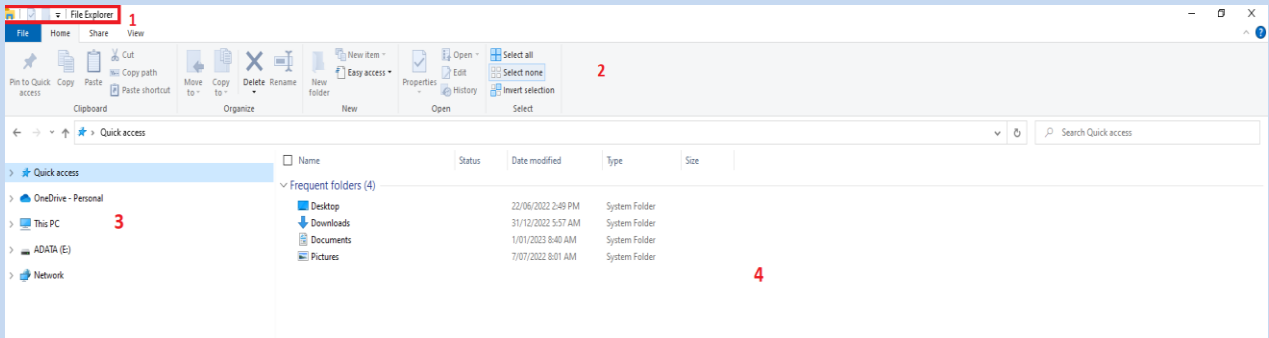 File Explorer
1
File Home Share View
Pin to Quick access
Copy
Paste
Cut
Copy path
Paste shortcut
Move to
Copy to
Delete
Rename
New folder
New item
Easy access
Properties
Open
Edit
History
Select all
Select none
Invert selection
2
Clipboard Organize New Open Select
Quick access
Search Quick access
Name Status Date modified Type Size
Quick access
OneDrive - Personal
This PC
ADATA (E:)
Network
3
Frequent folders (4)
Desktop 22/06/2022 2:49 PM System Folder
Downloads 31/12/2022 5:57 AM System Folder
Documents 1/01/2023 8:40 AM System Folder
Pictures 7/07/2022 8:01 AM System Folder
4